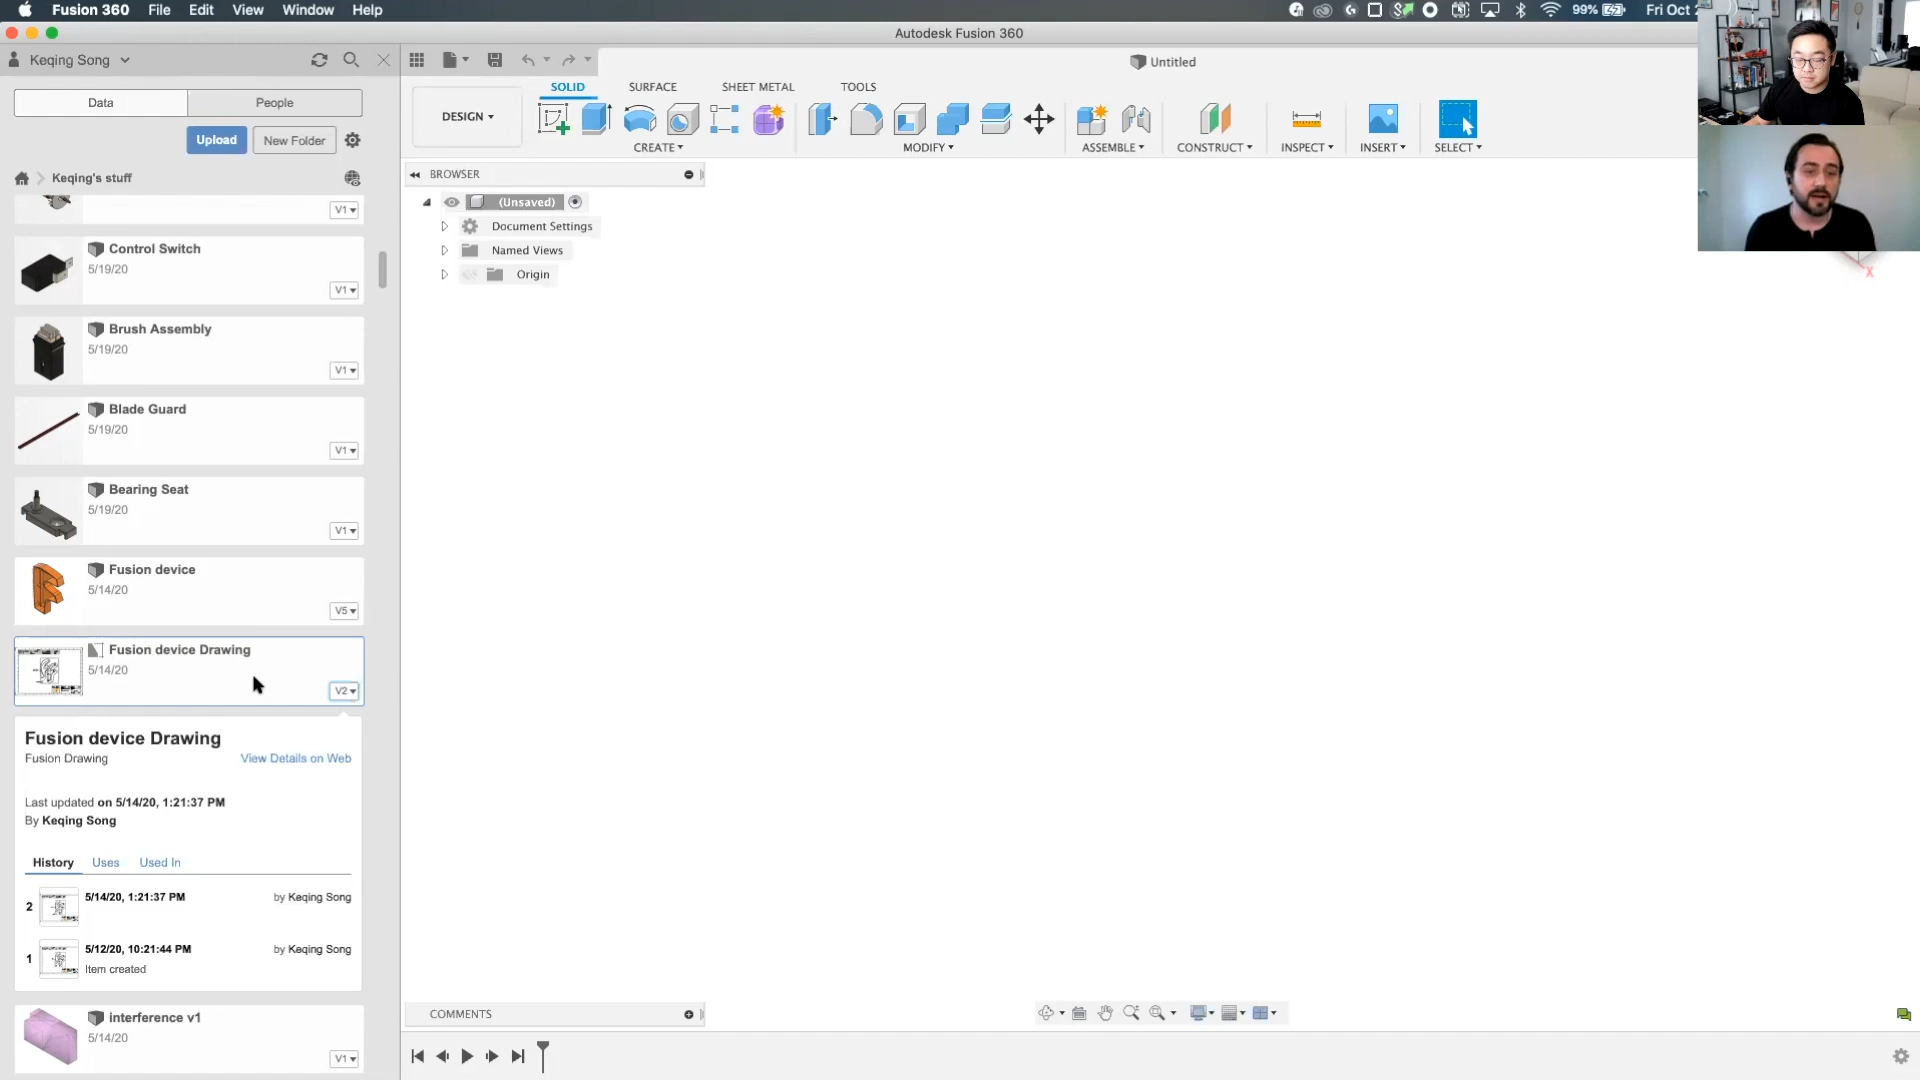 Fusion 360 File Edit View Window Help
99% Fri Oct
Autodesk Fusion 360
Keqing Song
Untitled
SOLID SURFACE SHEET METAL TOOLS
Data People
DESIGN
Upload New Folder
CREATE MODIFY ASSEMBLE CONSTRUCT INSPECT INSERT SELECT
Keqing's stuff
BROWSER
V1
(Unsaved)
Document Settings
Named Views
Origin
X
Control Switch
5/19/20
V1
Brush Assembly
5/19/20
V1
Blade Guard
5/19/20
V1
Bearing Seat
5/19/20
V1
Fusion device
5/14/20
V5
Fusion device Drawing
5/14/20
V2
Fusion device Drawing
Fusion Drawing View Details on Web
Last updated on 5/14/20, 1:21:37 PM
By Keqing Song
History Uses Used In
2 5/14/20, 1:21:37 PM by Keqing Song
1 5/12/20, 10:21:44 PM by Keqing Song
Item created
interference v1
5/14/20
V1
COMMENTS